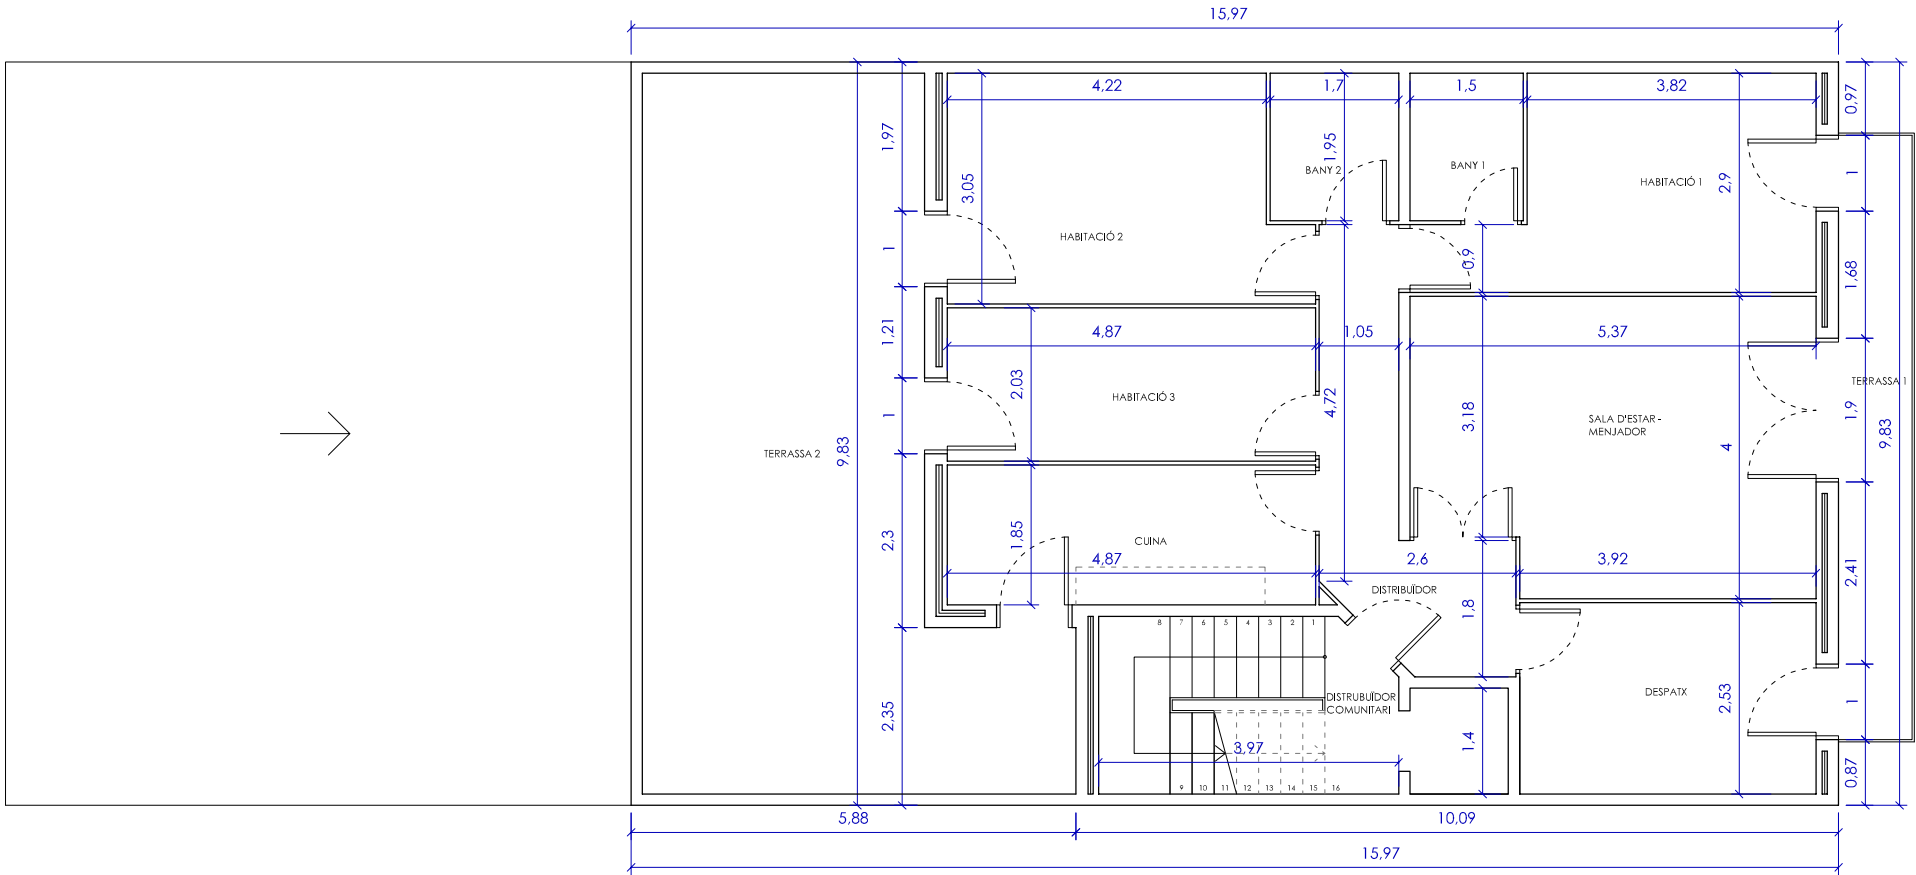 15,97
4,22
1,7
1,5
3,82
0,97
1,97
1,95
3,05
BANY 2
BANY 1
HABITACIÓ 1
2,9
1
HABITACIÓ 2
1
0,9
1,68
1,21
4,87
1,05
5,37
2,03
HABITACIÓ 3
4,72
3,18
TERRASSA 1
1
SALA D'ESTAR -
MENJADOR
4
1,9
9,83
TERRASSA 2
9,83
2,3
1,85
CUINA
4,87
2,6
3,92
2,41
DISTRIBUÏDOR
1,8
8 7 6 5 4 3 2 1
DISTRUBUÏDOR
COMUNITARI
DESPATX
2,53
1
2,35
3,97
1,4
0,87
9 10 11 12 13 14 15 16
5,88
10,09
15,97